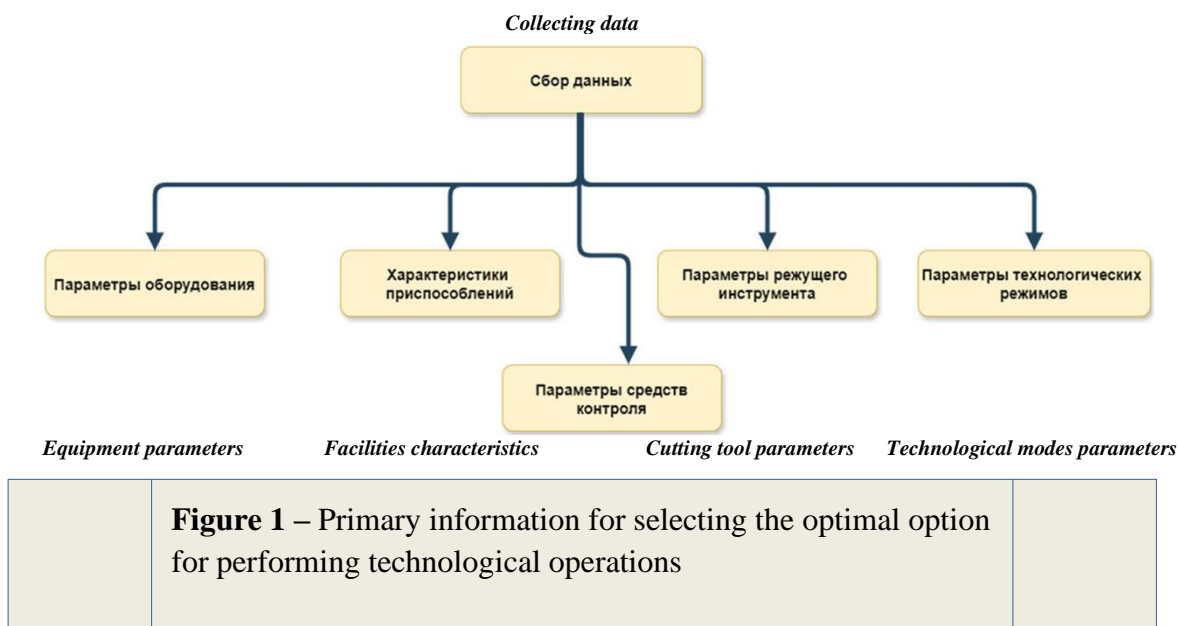 Collecting data
Сбор данных
Параметры оборудования
Характеристики
приспособлений
Параметры режущего
инструмента
Параметры технологических
режимов
Параметры средств
контроля
Equipment parameters
Facilities characteristics
Cutting tool parameters
Technological modes parameters
Figure 1 – Primary information for selecting the optimal option
for performing technological operations